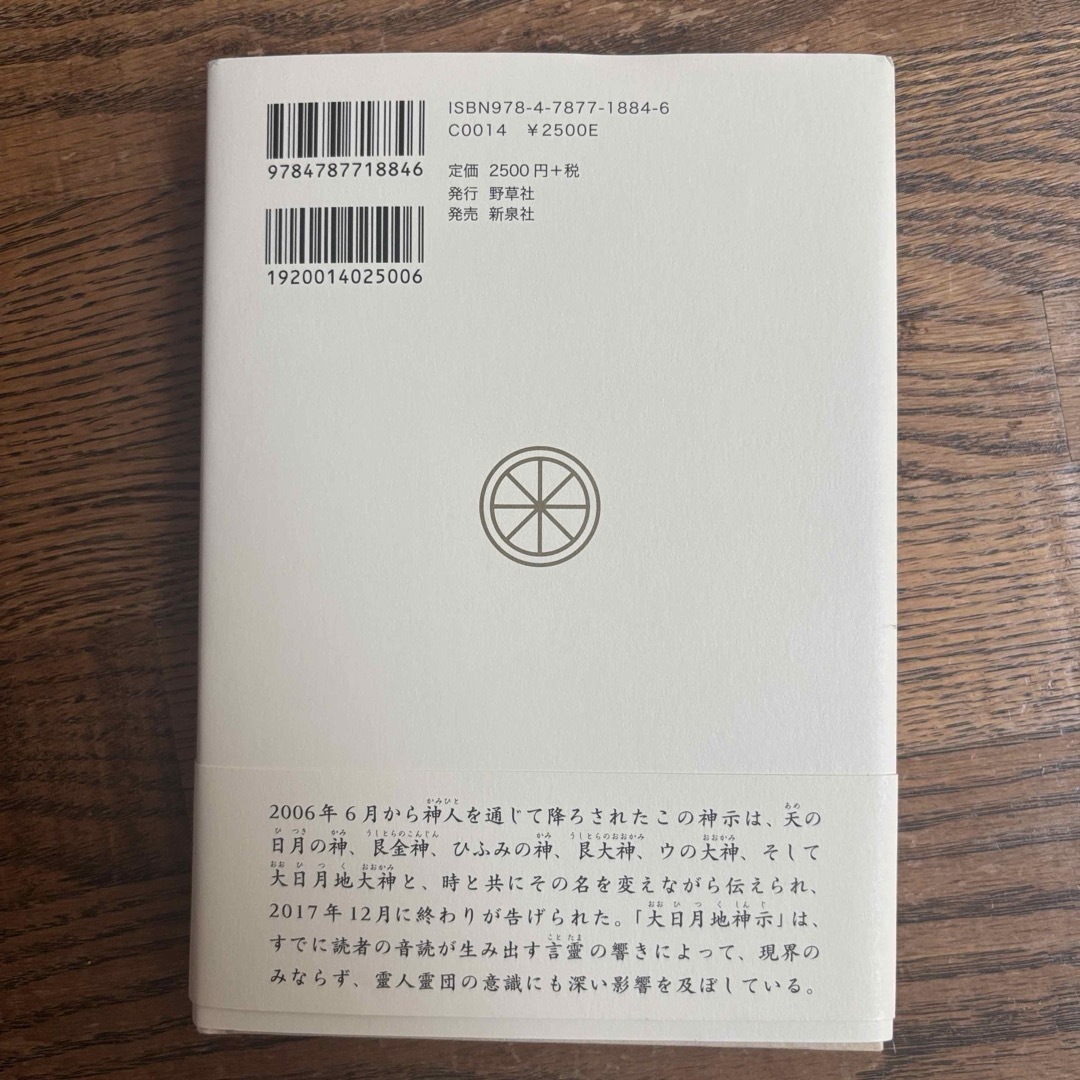 ISBN978-4-7877-1884-6
C0014 ¥2500E
9784787718846
定価 2500円+税
発行 野草社
発売 新泉社
1920014025006
2006年6月から神人を通じて降ろされたこの神示は、天の
日月の神、艮金神、ひふみの神、艮大神、ウの大神、そして
大日月地大神と、時と共にその名を変えながら伝えられ、
2017年12月に終わりが告げられた。「大日月地神示」は、
すでに読者の音読が生み出す言靈の響きによって、現界の
みならず、靈人靈団の意識にも深い影響を及ぼしている。